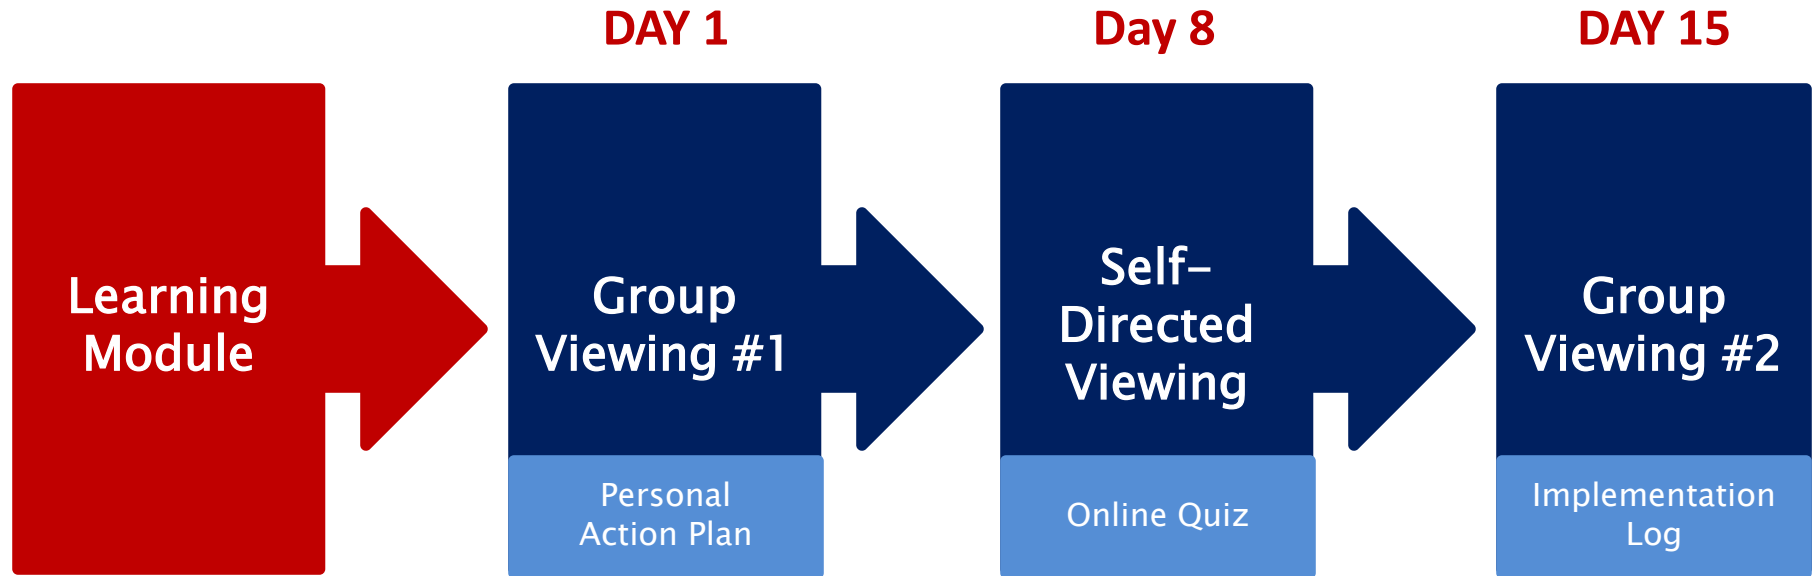 DAY 1
Day 8
DAY 15
Learning
Module
Group
Viewing #1
Self-
Directed
Viewing
Group
Viewing #2
Personal
Action Plan
Online Quiz
Implementation
Log